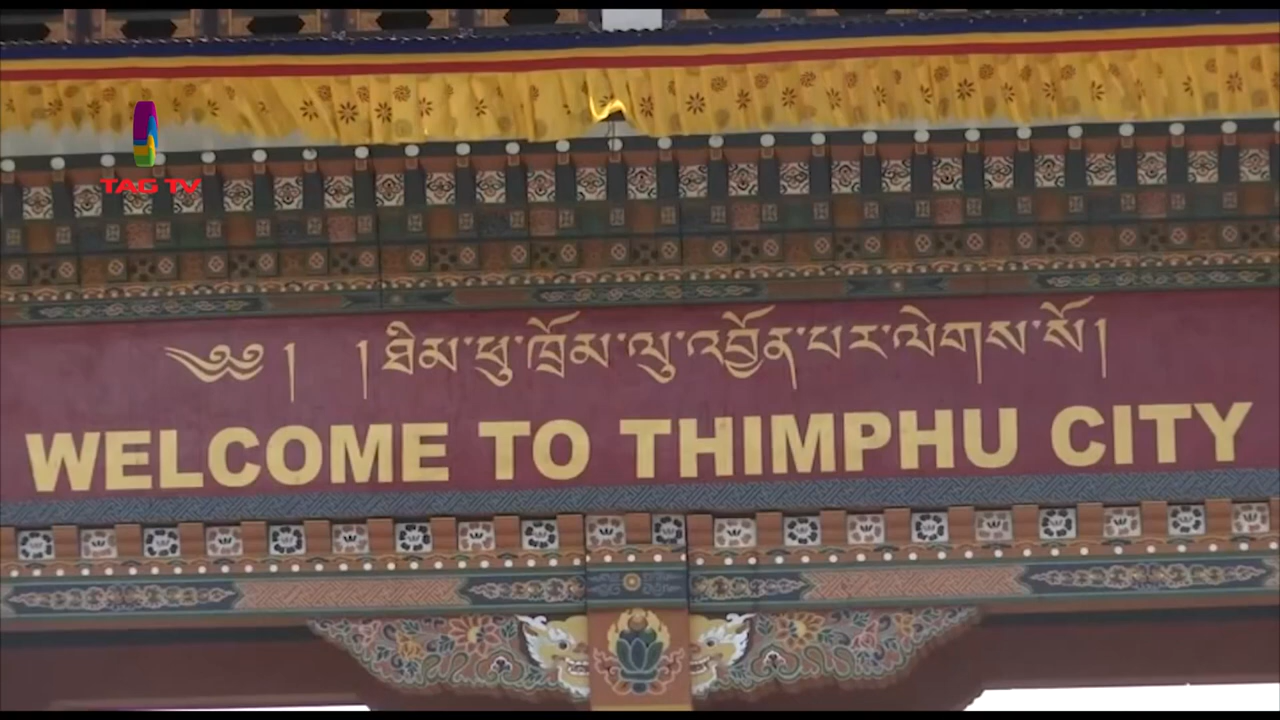 TAG TV
༄༅། །ཐིམ་ཕུ་ཁྲོམ་ལུ་འབྱོན་པར་ལེགས་སོ།
WELCOME TO THIMPHU CITY